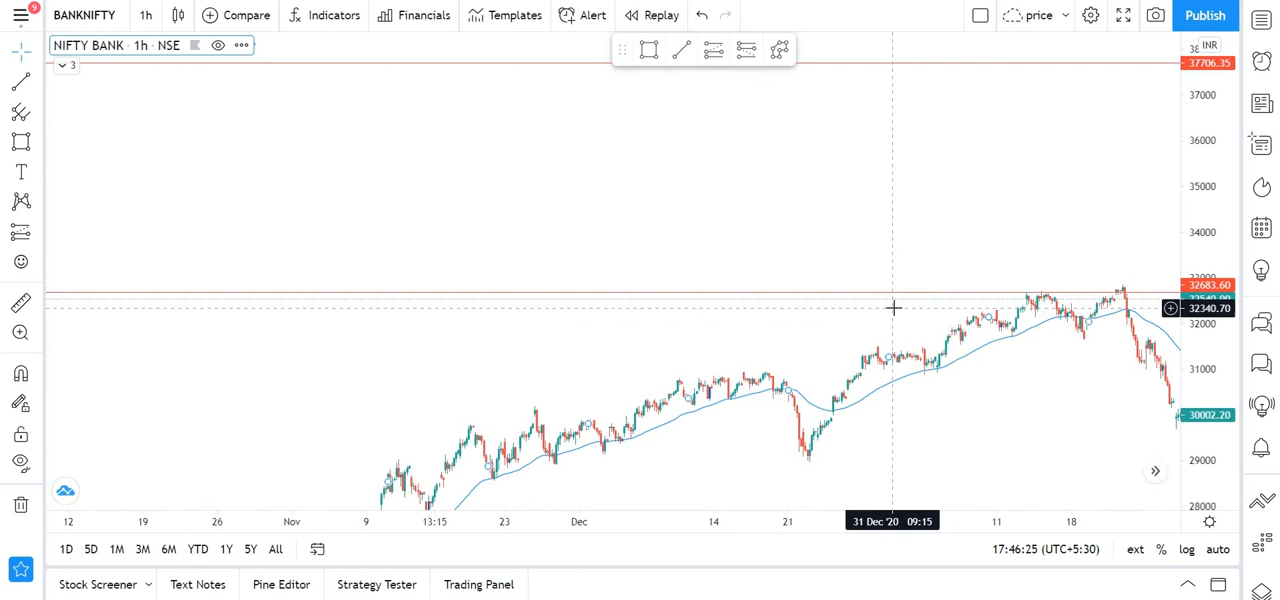 9
BANKNIFTY 1h Compare Indicators Financials Templates Alert Replay price Publish
NIFTY BANK · 1h · NSE
3
INR
37706.35
37000
36000
35000
34000
33000
32683.60
32340.70
32000
31000
30002.20
29000
28000
12 19 26 Nov 9 13:15 23 Dec 14 21 31 Dec '20 09:15 11 18
1D 5D 1M 3M 6M YTD 1Y 5Y All 17:46:25 (UTC+5:30) ext % log auto
Stock Screener Text Notes Pine Editor Strategy Tester Trading Panel